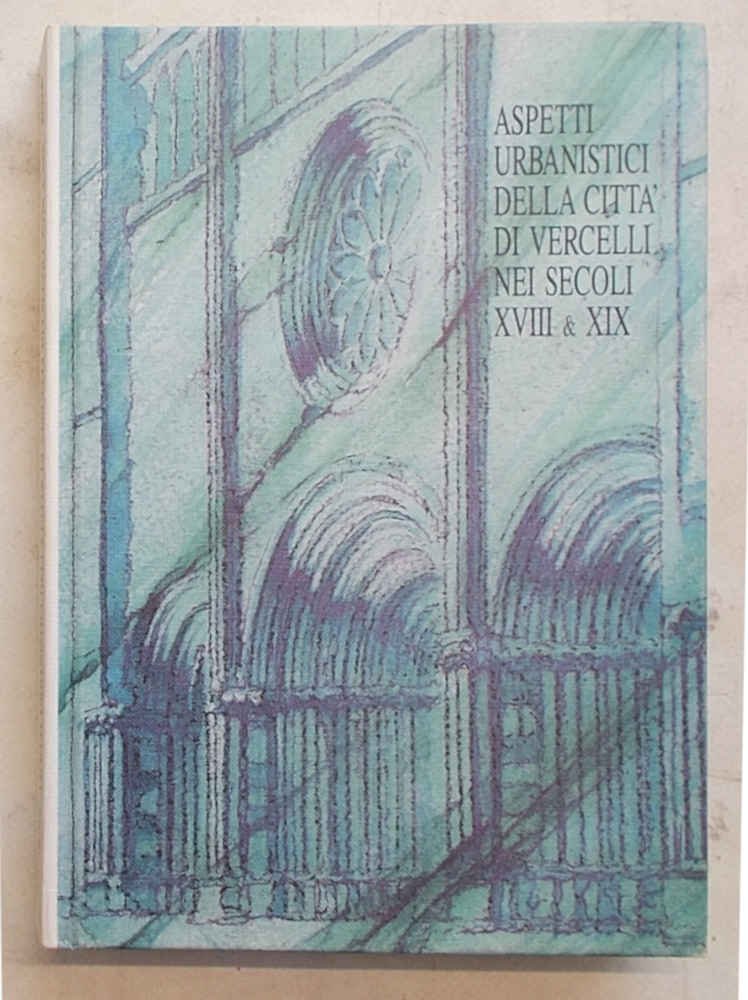 ASPETTI
URBANISTICI
DELLA CITTA'
DI VERCELLI
NEI SECOLI
XVIII & XIX